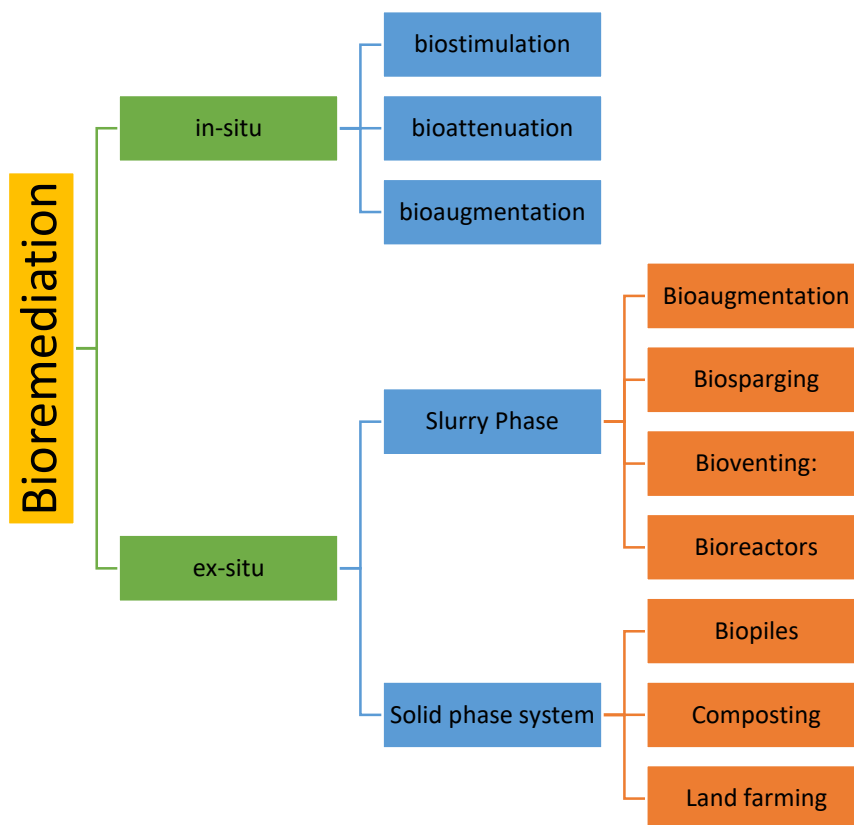 Bioremediation
in-situ
biostimulation
bioattenuation
bioaugmentation
ex-situ
Slurry Phase
Bioaugmentation
Biosparging
Bioventing:
Bioreactors
Solid phase system
Biopiles
Composting
Land farming